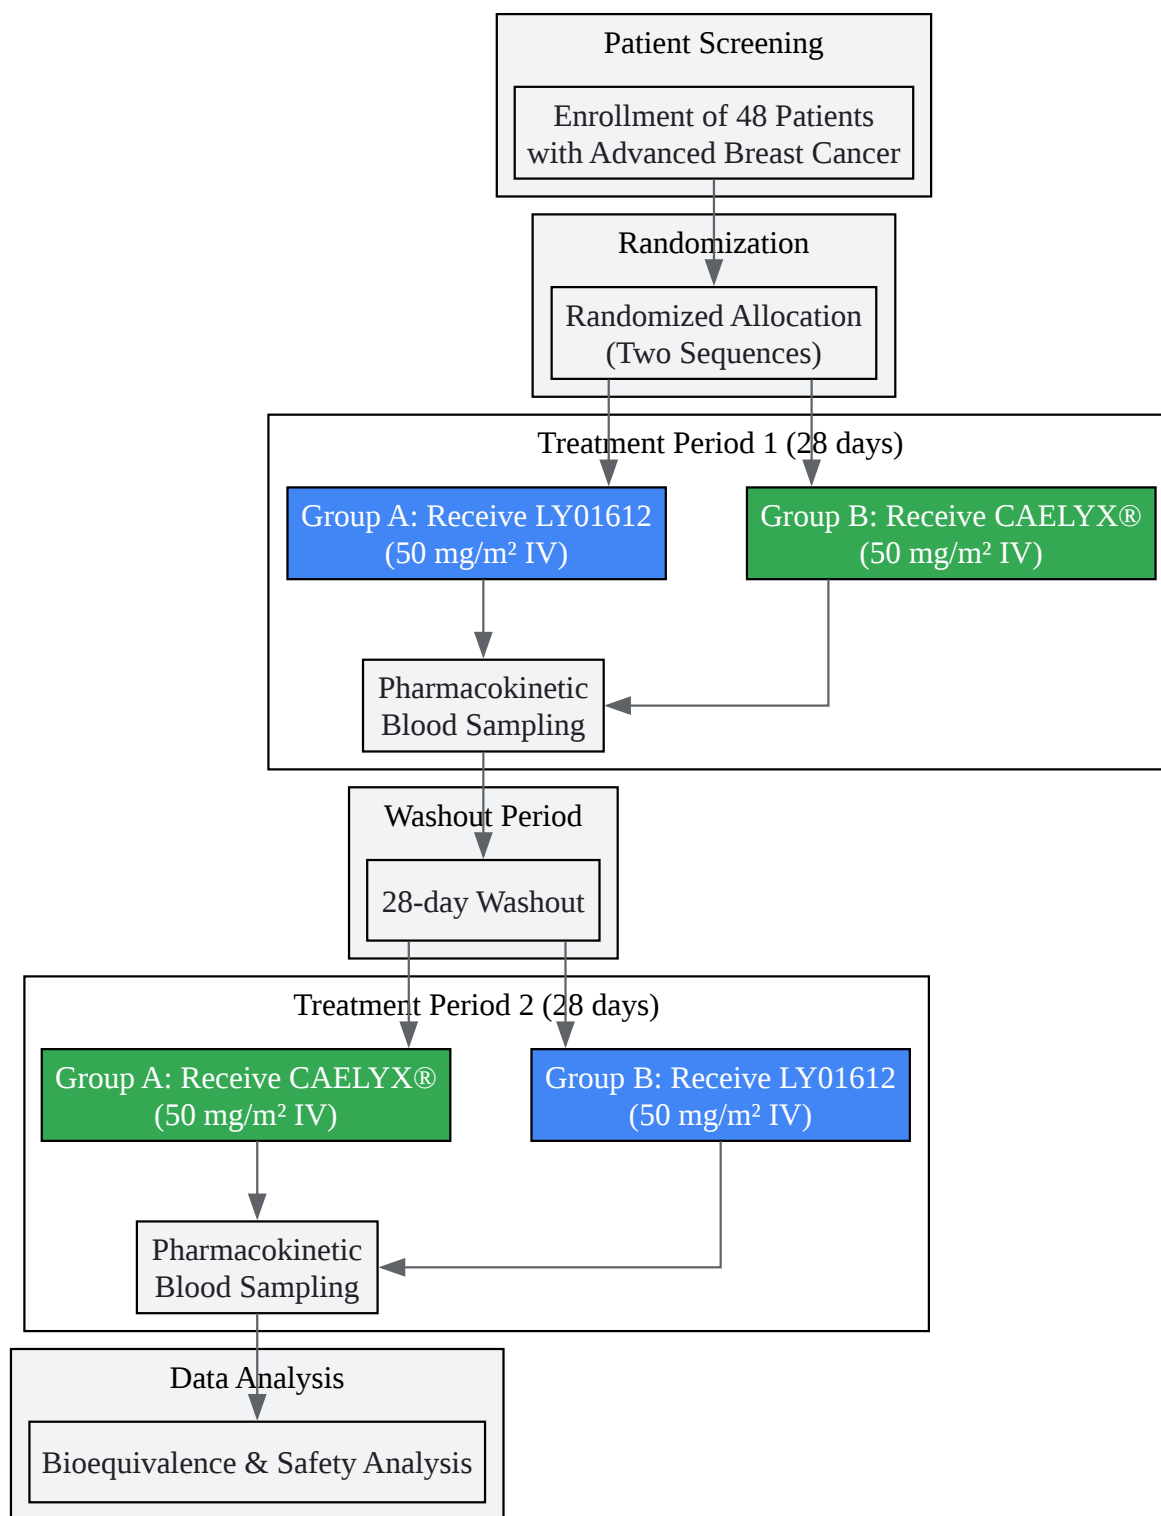 Patient Screening
Enrollment of 48 Patients
with Advanced Breast Cancer
Randomization
Randomized Allocation
(Two Sequences)
Treatment Period 1 (28 days)
Group A: Receive LY01612
(50 mg/m² IV)
Group B: Receive CAELYX®
(50 mg/m² IV)
Pharmacokinetic
Blood Sampling
Washout Period
28-day Washout
Treatment Period 2 (28 days)
Group A: Receive CAELYX®
(50 mg/m² IV)
Group B: Receive LY01612
(50 mg/m² IV)
Pharmacokinetic
Blood Sampling
Data Analysis
Bioequivalence & Safety Analysis